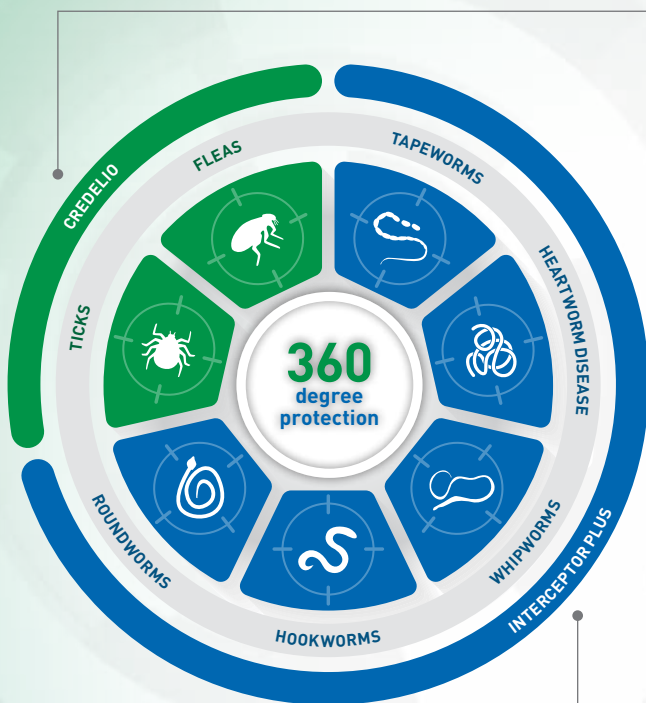 CREDELIO
FLEAS
TICKS
TAPEWORMS
HEARTWORM DISEASE
WHIPWORMS
HOOKWORMS
ROUNDWORMS
INTERCEPTOR PLUS
360
degree
protection